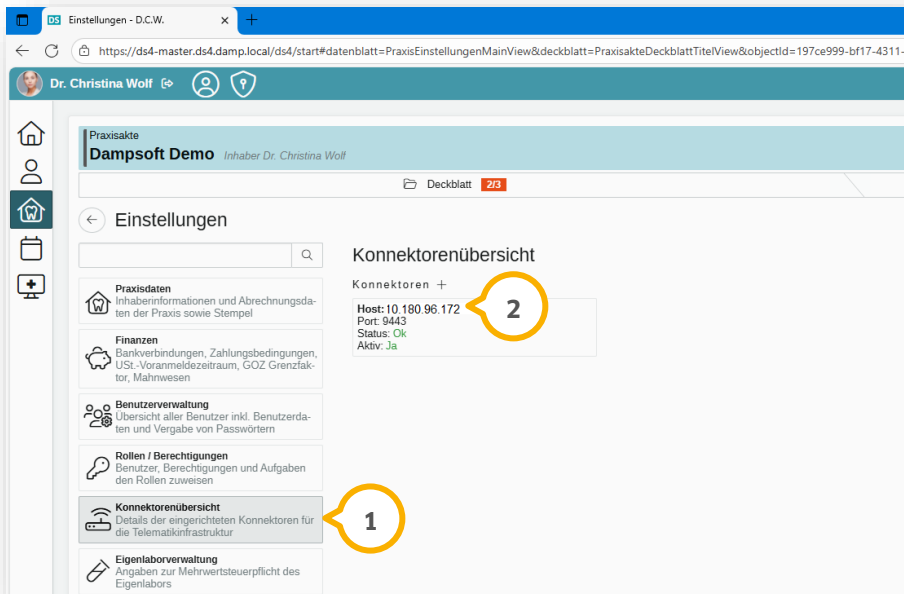 DS Einstellungen - D.C.W.
https://ds4-master.ds4.damp.local/ds4/start#datenblatt=PraxisEinstellungenMainView&deckblatt=PraxisakteDeckblattTitelView&objectId=197ce999-bf17-4311-
Dr. Christina Wolf
Praxisakte
Dampsoft Demo Inhaber Dr. Christina Wolf
Deckblatt 2/3
Einstellungen
Praxisdaten
Inhaberinformationen und Abrechnungsda-
ten der Praxis sowie Stempel
Finanzen
Bankverbindungen, Zahlungsbedingungen,
USt.-Voranmeldezeitraum, GOZ Grenzfak-
tor, Mahnwesen
Benutzerverwaltung
Übersicht aller Benutzer inkl. Benutzerda-
ten und Vergabe von Passwörtern
Rollen / Berechtigungen
Benutzer, Berechtigungen und Aufgaben
den Rollen zuweisen
Konnektorenübersicht
Details der eingerichteten Konnektoren für
die Telematikinfrastruktur
1
Eigenlaborverwaltung
Angaben zur Mehrwertsteuerpflicht des
Eigenlabors
Konnektorenübersicht
Konnektoren +
Host: 10.180.96.172
Port: 9443
Status: Ok
Aktiv: Ja
2